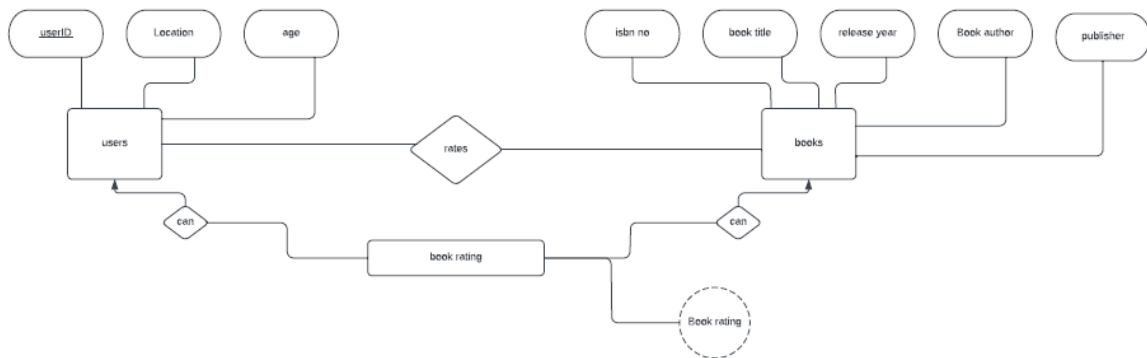 userID
Location
age
isbn no
book title
release year
Book author
publisher
users
rates
books
can
can
book rating
Book rating